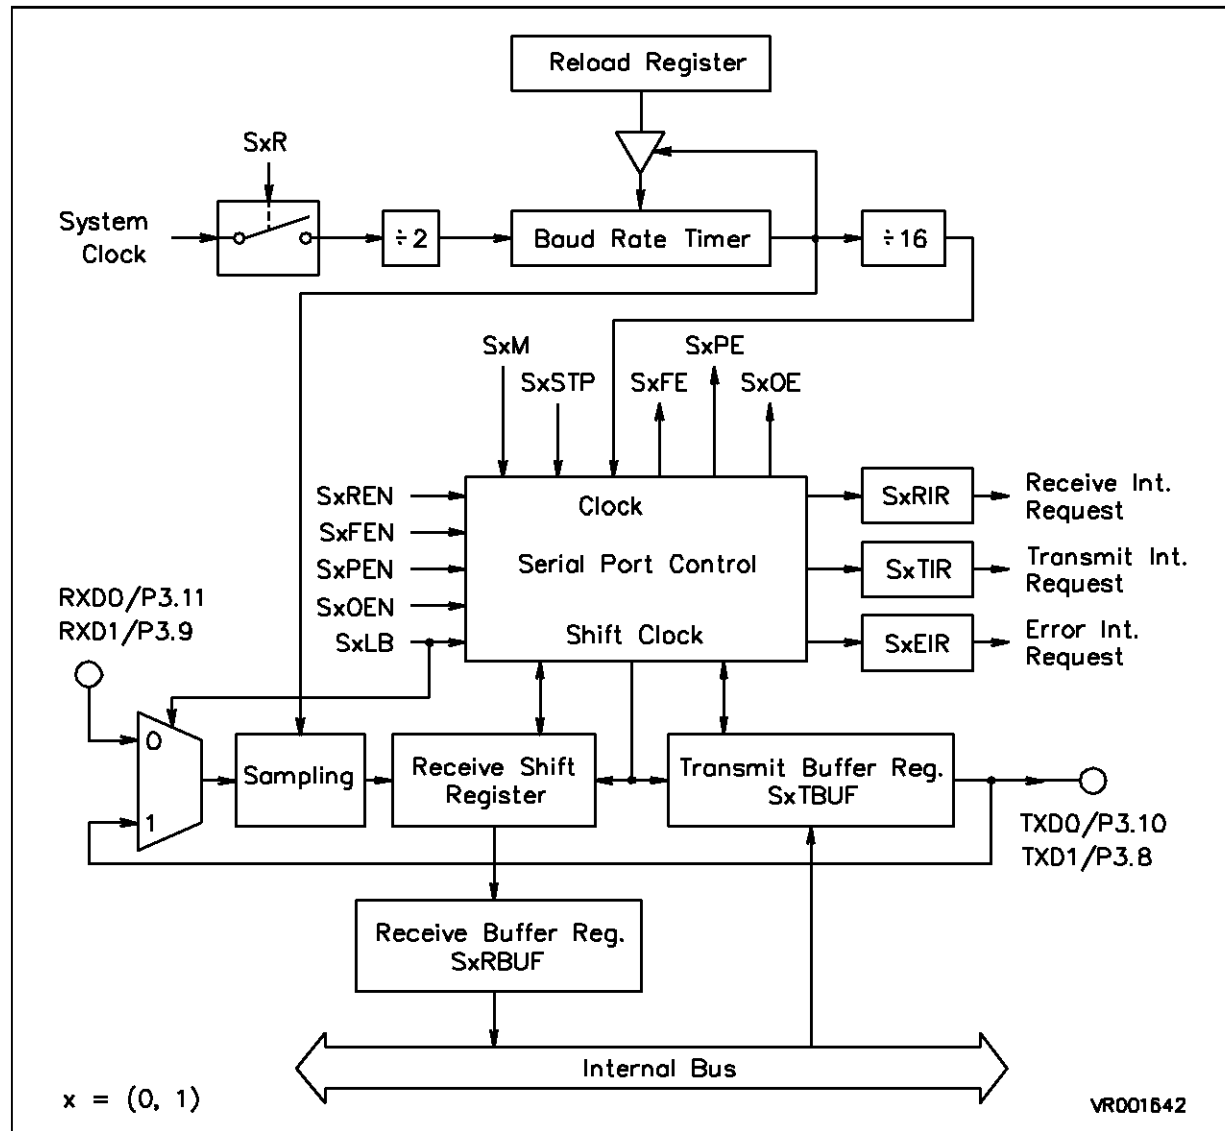 Reload Register
SxR
System
Clock
÷2
Baud Rate Timer
÷16
SxM
SxPE
SxSTP
SxFE
SxOE
SxREN
Clock
SxRIR
Receive Int.
Request
SxFEN
SxPEN
Serial Port Control
SxTIR
Transmit Int.
Request
SxOEN
SxLB
Shift Clock
SxEIR
Error Int.
Request
RXD0/P3.11
RXD1/P3.9
0
1
Sampling
Receive Shift
Register
Transmit Buffer Reg.
SxTBUF
TXD0/P3.10
TXD1/P3.8
Receive Buffer Reg.
SxRBUF
Internal Bus
x = (0, 1)
VR001642